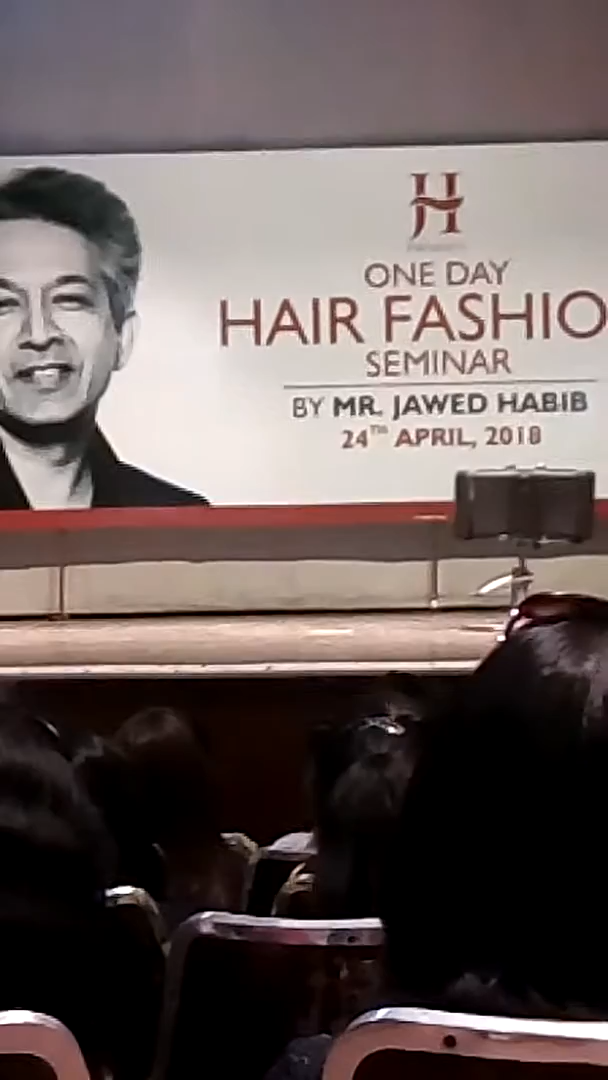 H
ONE DAY
HAIR FASHIO
SEMINAR
BY MR. JAWED HABIB
24TH APRIL, 2018